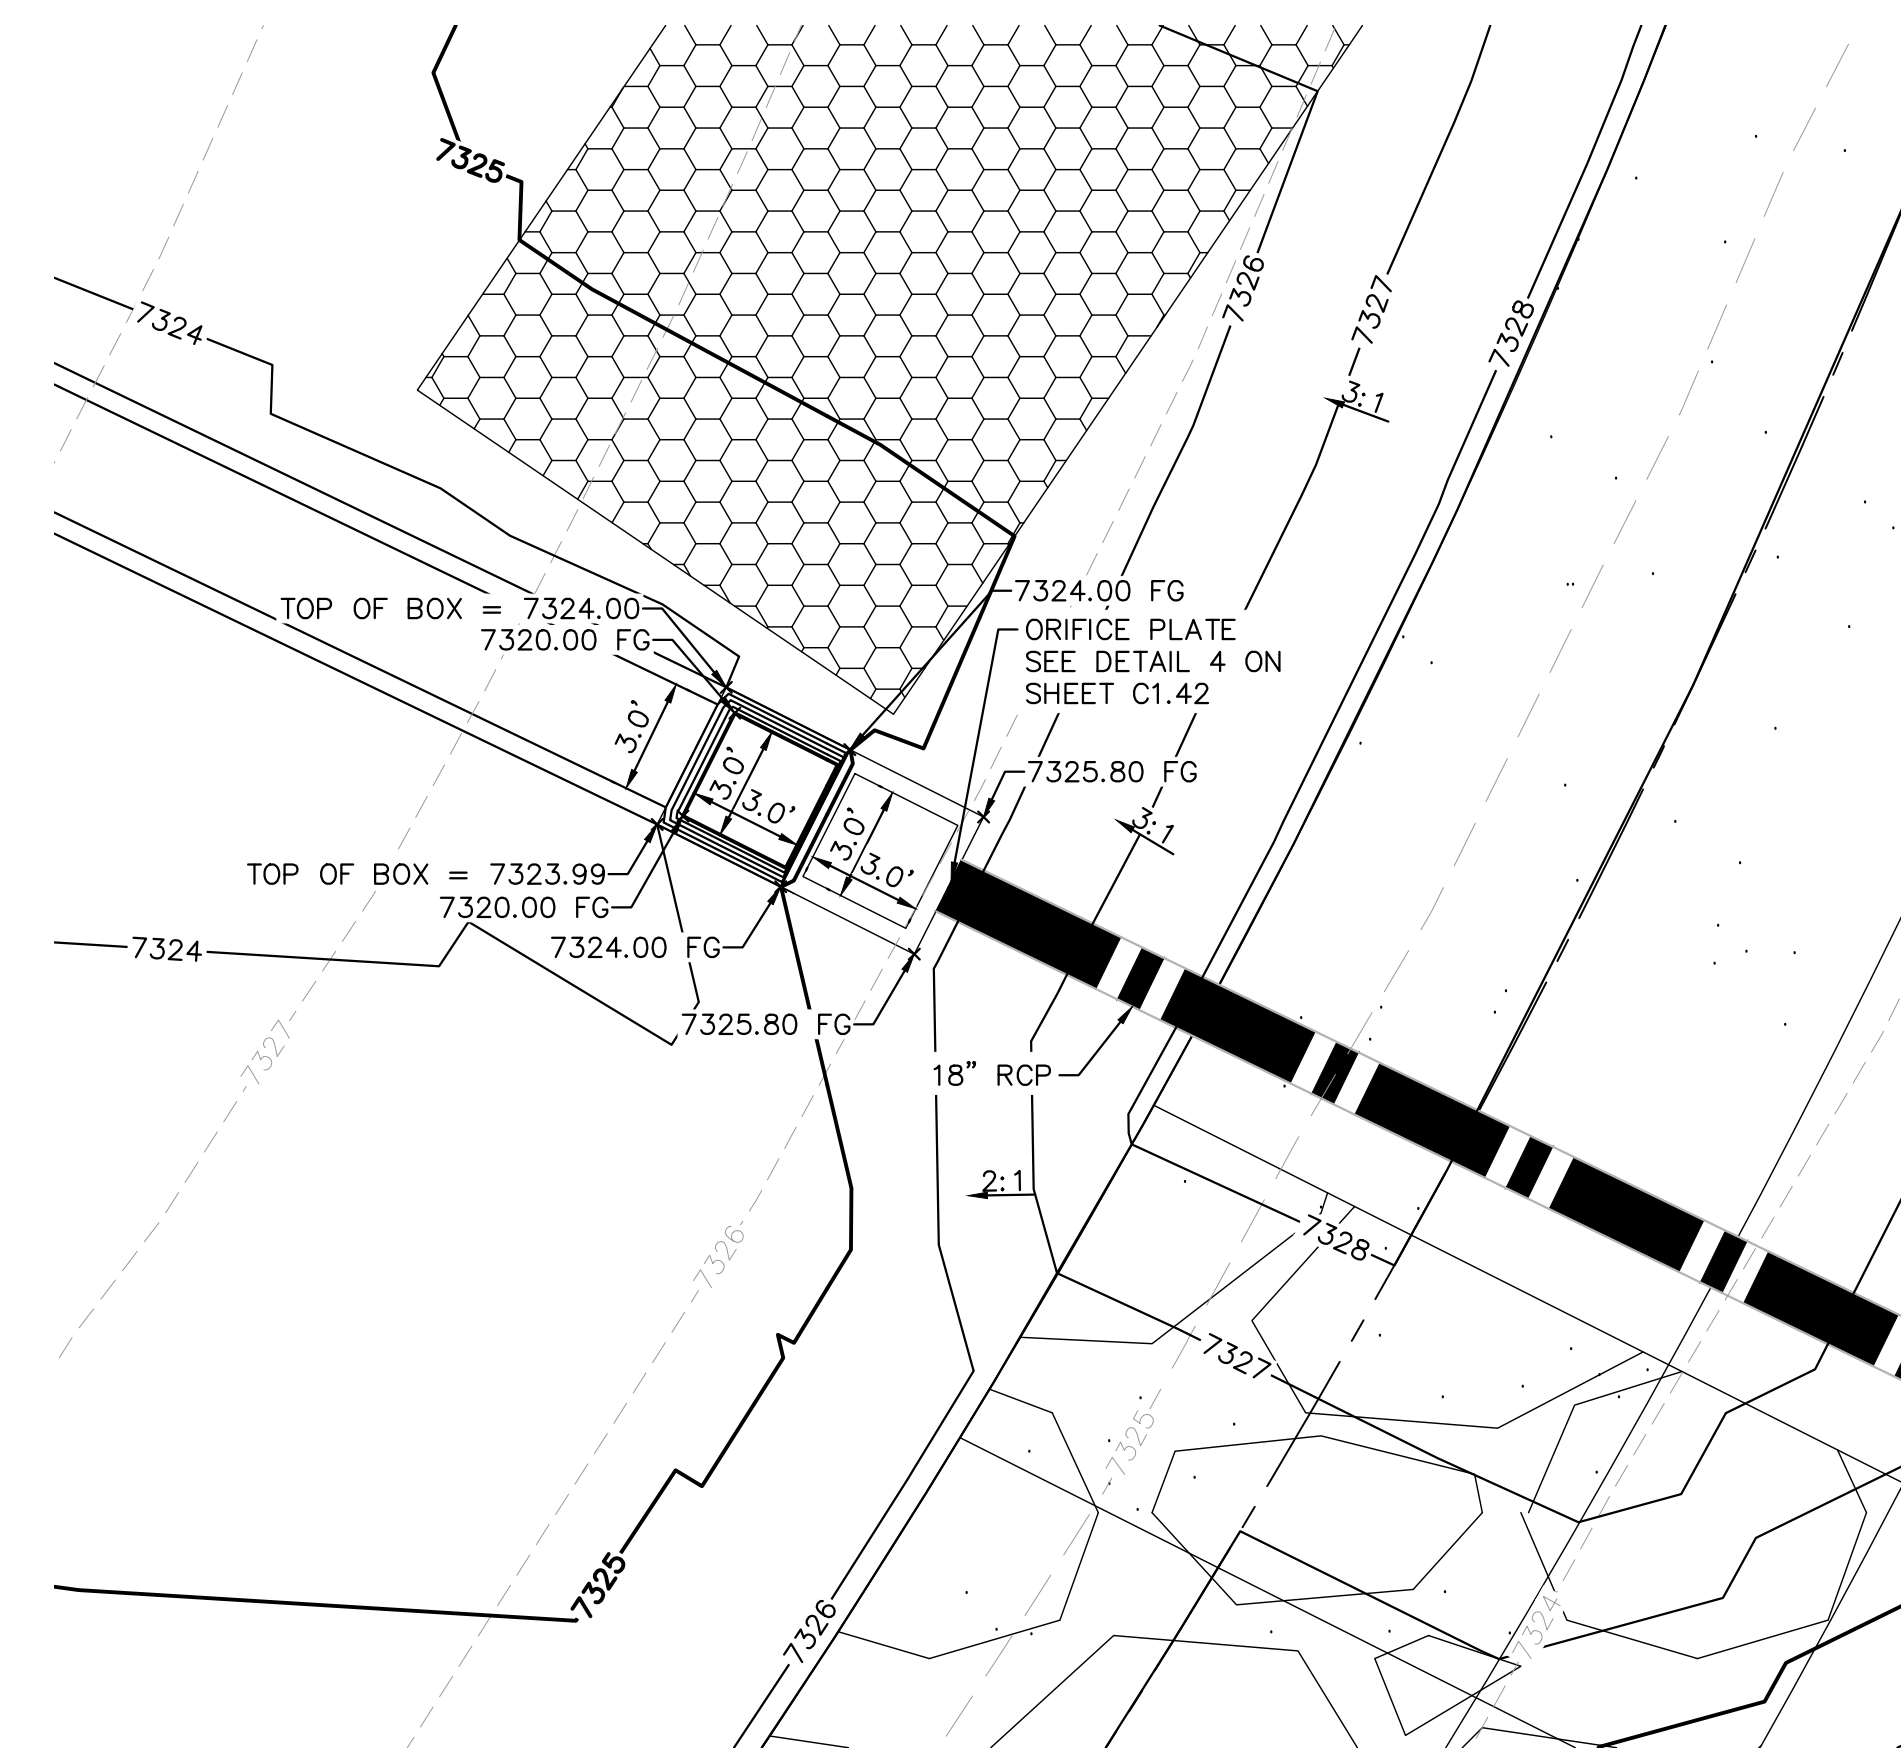 7325
7324
7326
7327
7328
3:1
TOP OF BOX = 7324.00
7320.00 FG
7324.00 FG
ORIFICE PLATE
SEE DETAIL 4 ON
SHEET C1.42
3.0'
3.0'
3.0'
3.0'
3.0'
7325.80 FG
3:1
TOP OF BOX = 7323.99
7320.00 FG
7324.00 FG
7324
7325.80 FG
7327
18" RCP
2:1
7326
7328
7327
7325
7325
7326
7324